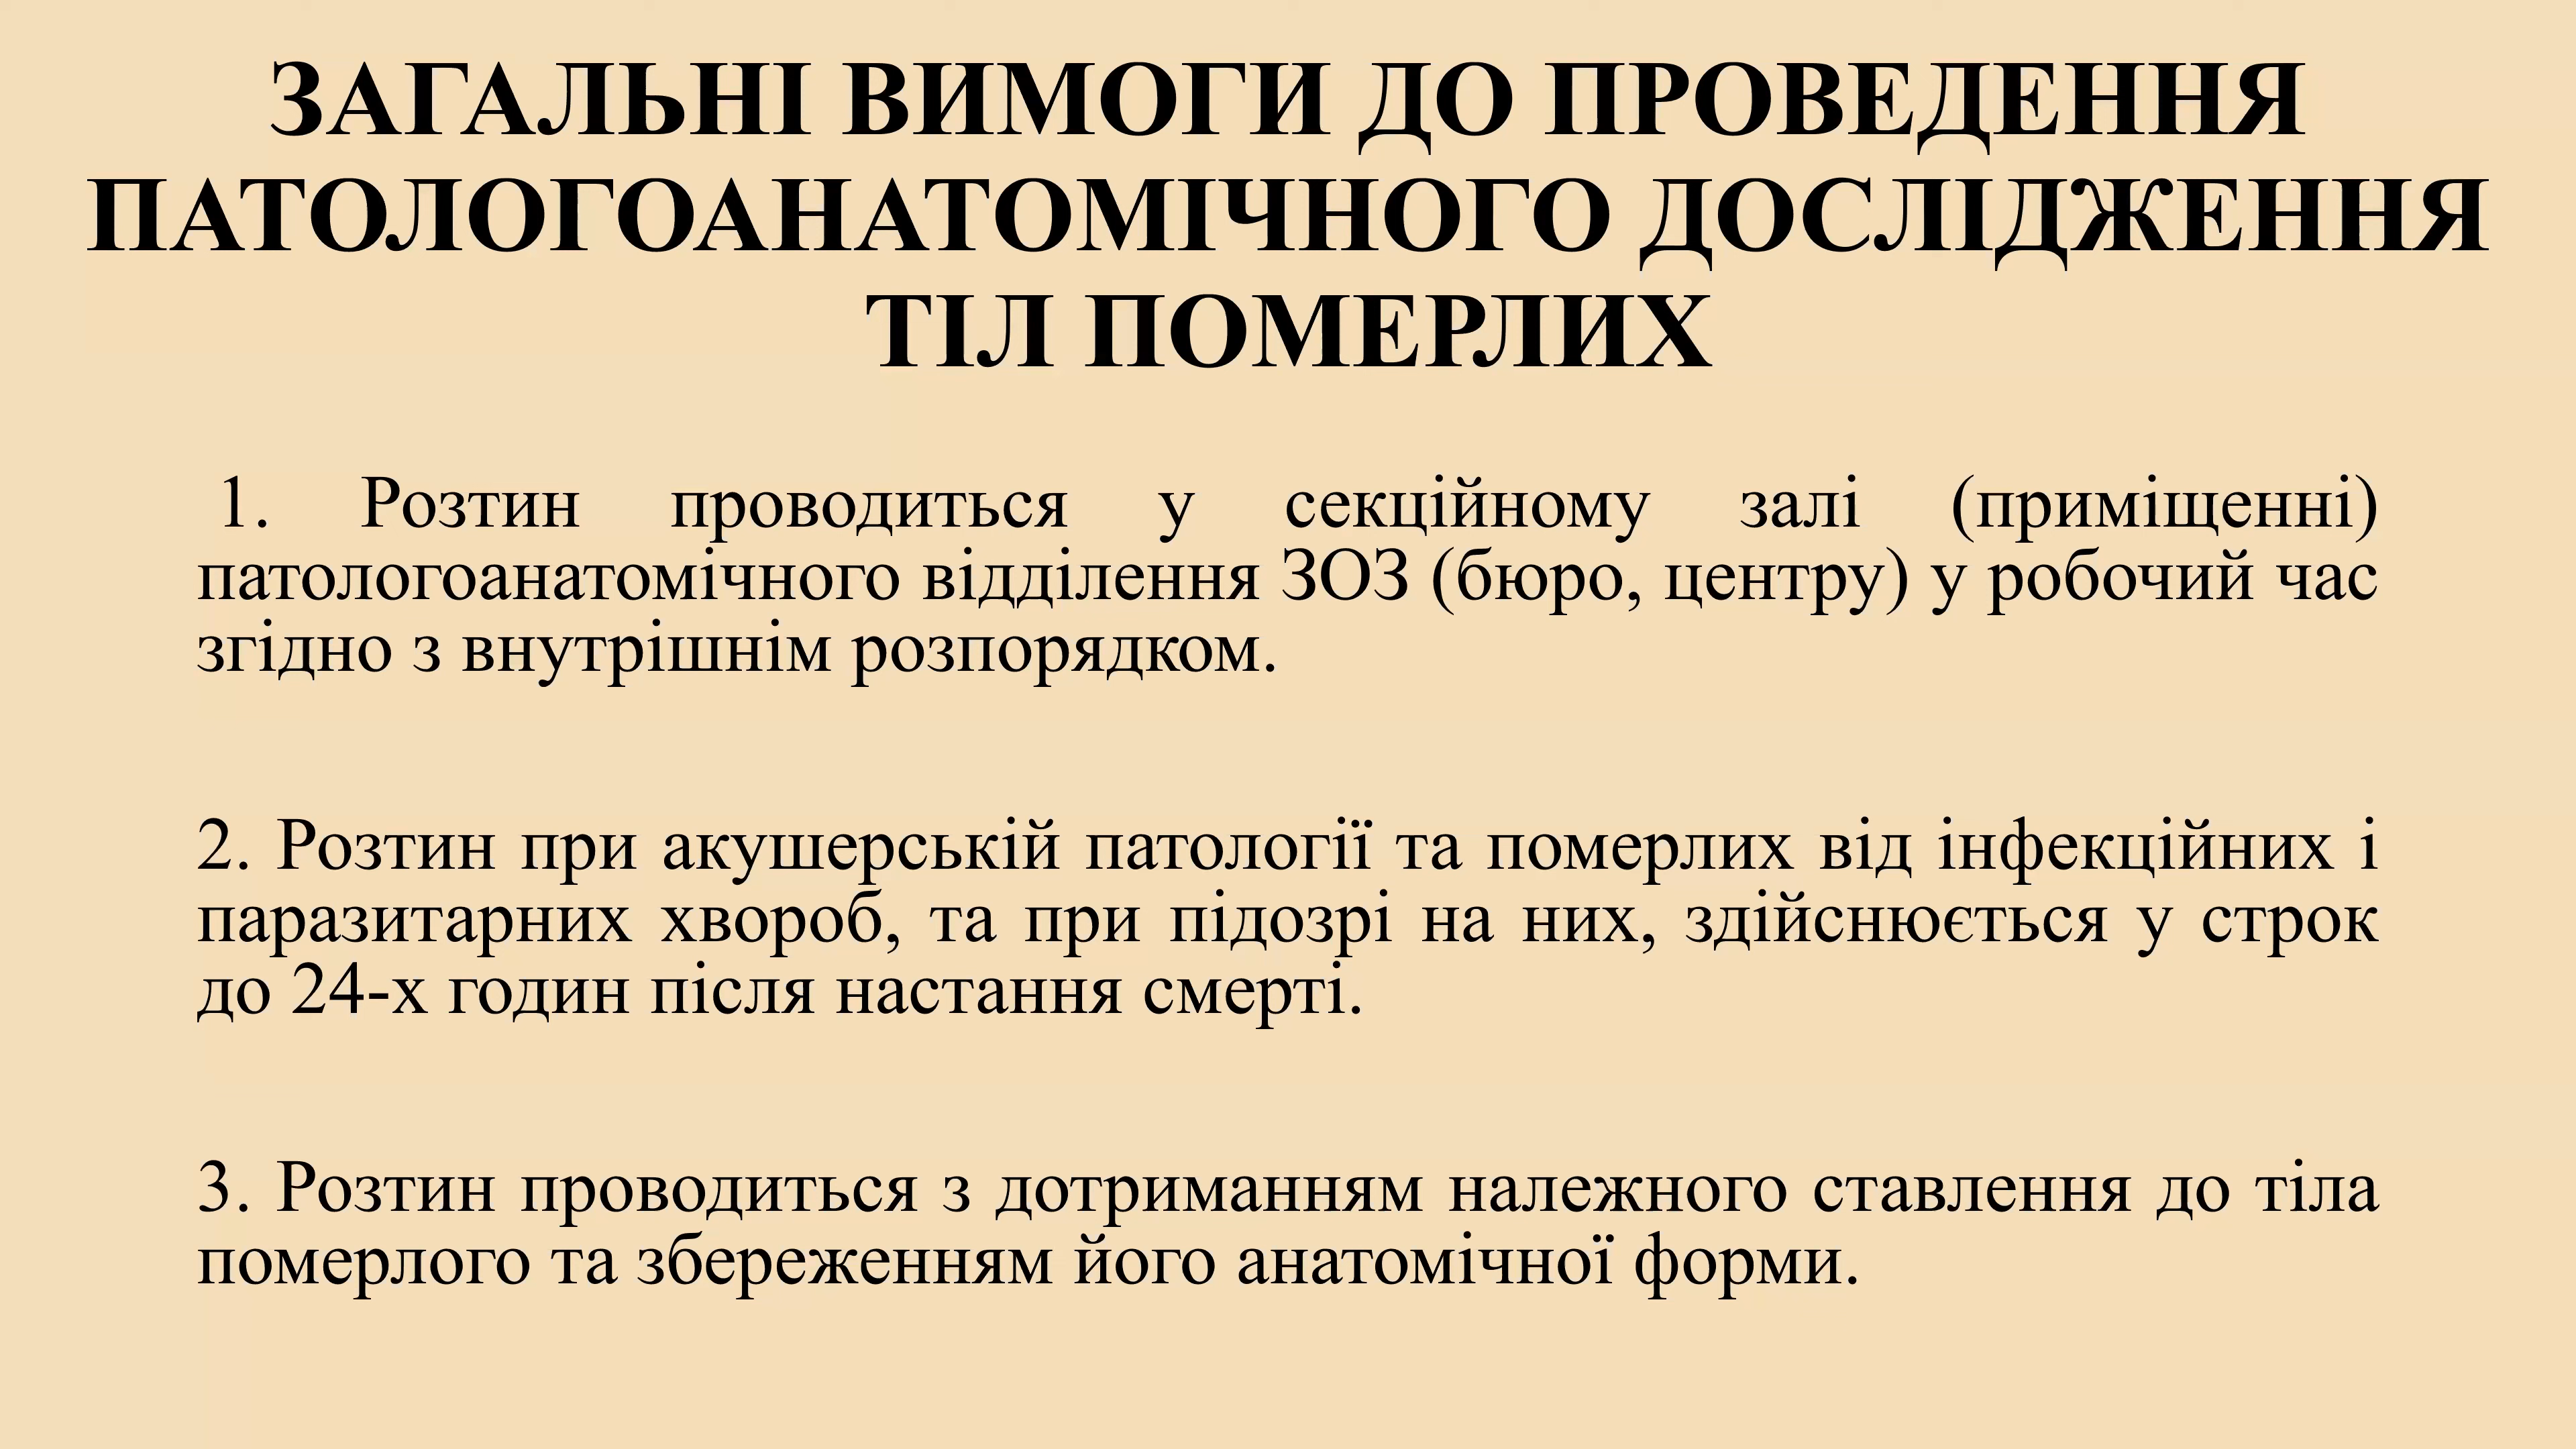 ЗАГАЛЬНІ ВИМОГИ ДО ПРОВЕДЕННЯ
ПАТОЛОГОАНАТОМІЧНОГО ДОСЛІДЖЕННЯ
ТІЛ ПОМЕРЛИХ
1. Розтин проводиться у секційному залі (приміщенні)
патологоанатомічного відділення ЗОЗ (бюро, центру) у робочий час
згідно з внутрішнім розпорядком.
2. Розтин при акушерській патології та померлих від інфекційних і
паразитарних хвороб, та при підозрі на них, здійснюється у строк
до 24-х годин після настання смерті.
3. Розтин проводиться з дотриманням належного ставлення до тіла
померлого та збереженням його анатомічної форми.